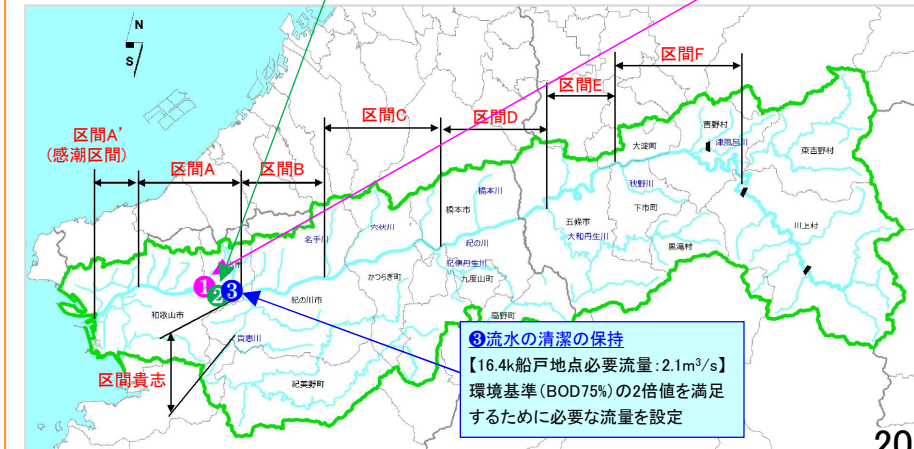 N
S
区間A'
(感潮区間)
区間A
区間B
区間C
区間D
区間E
区間F
吉野村
津風呂川
東吉野村
大淀町
秋野川
下市町
橋本川
橋本市
五條市
大和丹生川
黒滝村
川上村
名手川
穴伏川
紀の川
紀伊丹生川
かつらぎ町
九度山町
高野町
1
2
3
紀の川市
和歌山市
貴志川
区間貴志
紀美野町
❸流水の清潔の保持
【16.4k船戸地点必要流量:2.1m³/s】
環境基準(BOD75%)の2倍値を満足
するために必要な流量を設定
20